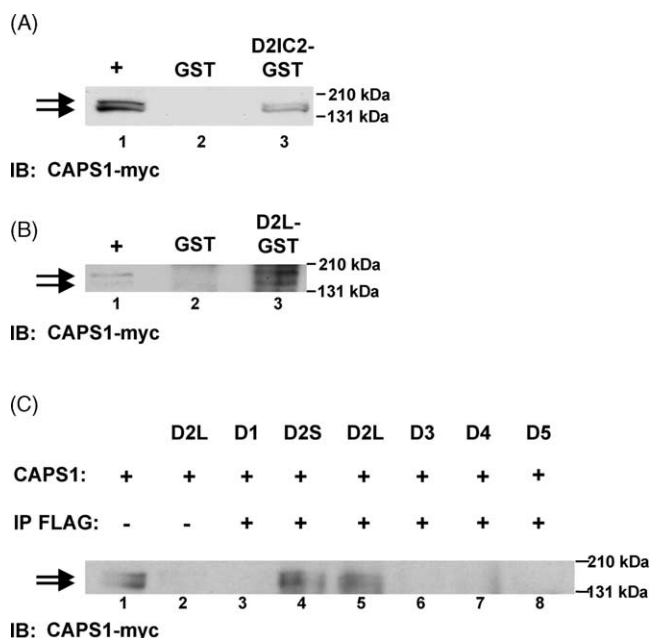 (A)
+ GST D2IC2-GST
210 kDa
131 kDa
1 2 3
IB: CAPS1-myc
(B)
+ GST D2L-GST
210 kDa
131 kDa
1 2 3
IB: CAPS1-myc
(C)
D2L D1 D2S D2L D3 D4 D5
CAPS1: + + + + + + + +
IP FLAG: - - + + + + + +
210 kDa
131 kDa
1 2 3 4 5 6 7 8
IB: CAPS1-myc